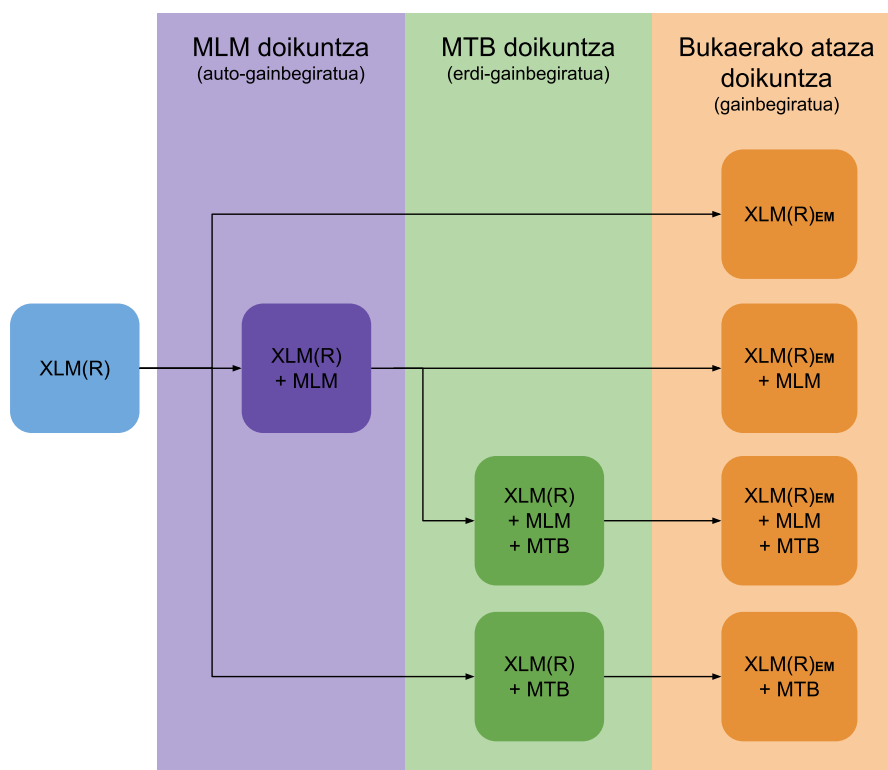 MLM doikuntza
(auto-gainbegiratua)
MTB doikuntza
(erdi-gainbegiratua)
Bukaerako ataza
doikuntza
(gainbegiratua)
XLM(R)EM
XLM(R)
XLM(R)
+ MLM
XLM(R)EM
+ MLM
XLM(R)
+ MLM
+ MTB
XLM(R)EM
+ MLM
+ MTB
XLM(R)
+ MTB
XLM(R)EM
+ MTB